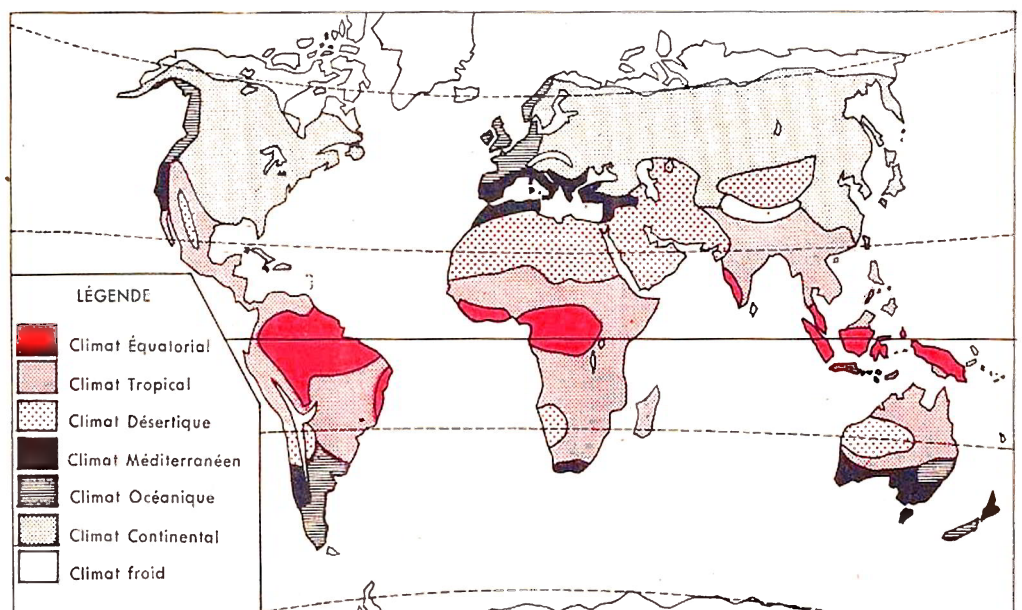 LÉGENDE
Climat Équatorial
Climat Tropical
Climat Désertique
Climat Méditerranéen
Climat Océanique
Climat Continental
Climat froid